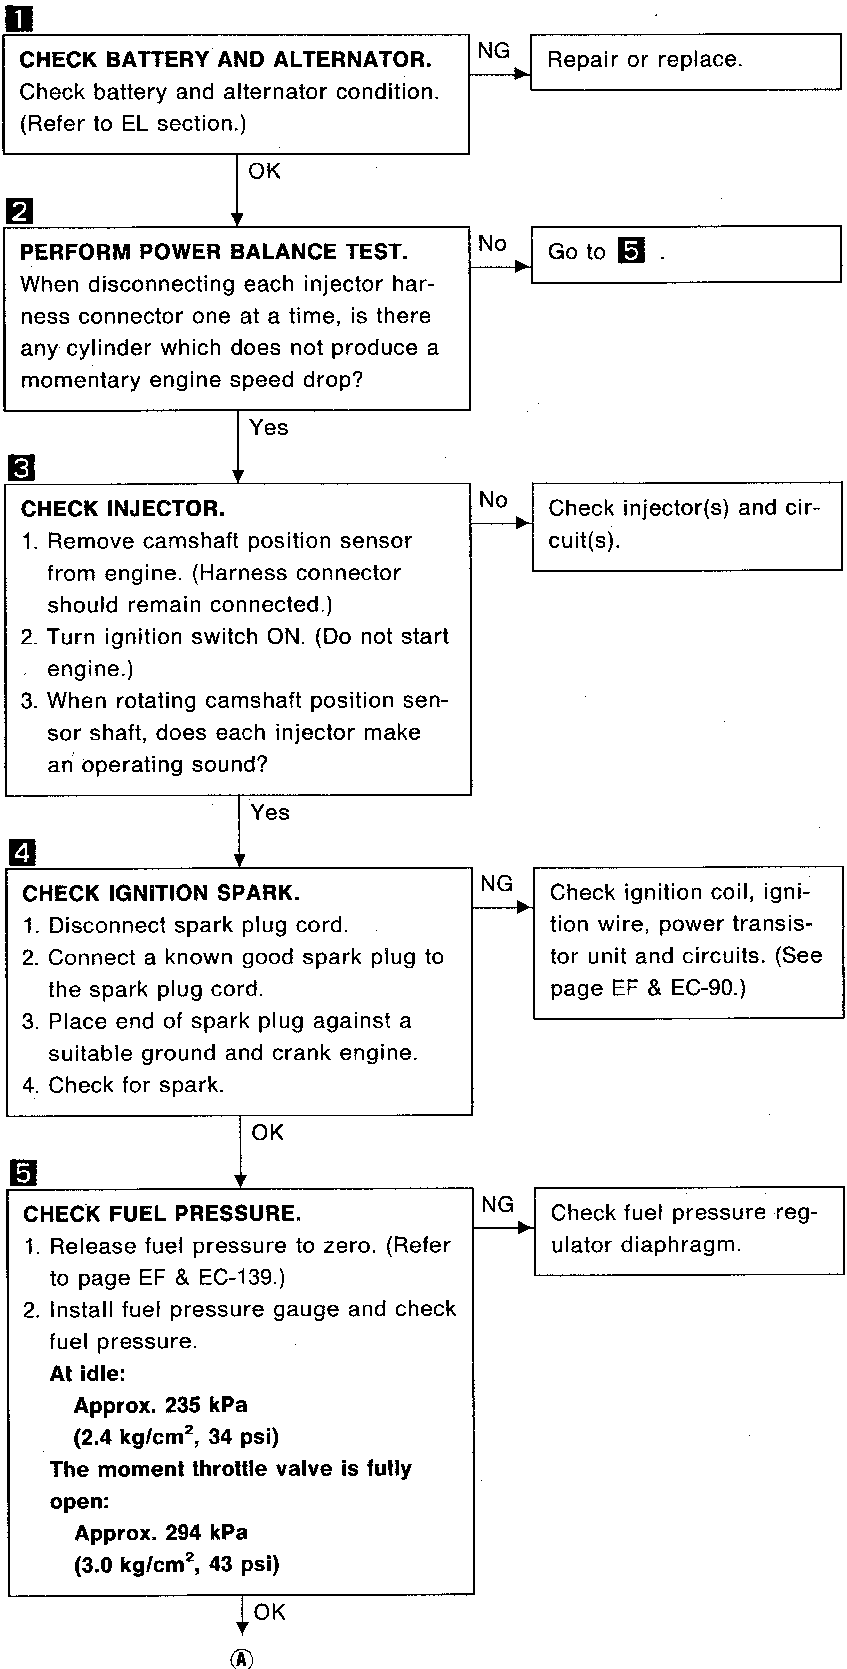 1
CHECK BATTERY AND ALTERNATOR.
Check battery and alternator condition.
(Refer to EL section.)
NG
Repair or replace.
OK
2
PERFORM POWER BALANCE TEST.
When disconnecting each injector har-
ness connector one at a time, is there
any cylinder which does not produce a
momentary engine speed drop?
No
Go to 5 .
Yes
3
CHECK INJECTOR.
1. Remove camshaft position sensor
from engine. (Harness connector
should remain connected.)
2. Turn ignition switch ON. (Do not start
engine.)
3. When rotating camshaft position sen-
sor shaft, does each injector make
an operating sound?
No
Check injector(s) and cir-
cuit(s).
Yes
4
CHECK IGNITION SPARK.
1. Disconnect spark plug cord.
2. Connect a known good spark plug to
the spark plug cord.
3. Place end of spark plug against a
suitable ground and crank engine.
4. Check for spark.
NG
Check ignition coil, igni-
tion wire, power transis-
tor unit and circuits. (See
page EF & EC-90.)
OK
5
CHECK FUEL PRESSURE.
1. Release fuel pressure to zero. (Refer
to page EF & EC-139.)
2. Install fuel pressure gauge and check
fuel pressure.
At idle:
Approx. 235 kPa
(2.4 kg/cm², 34 psi)
The moment throttle valve is fully
open:
Approx. 294 kPa
(3.0 kg/cm², 43 psi)
NG
Check fuel pressure reg-
ulator diaphragm.
OK
Ⓐ